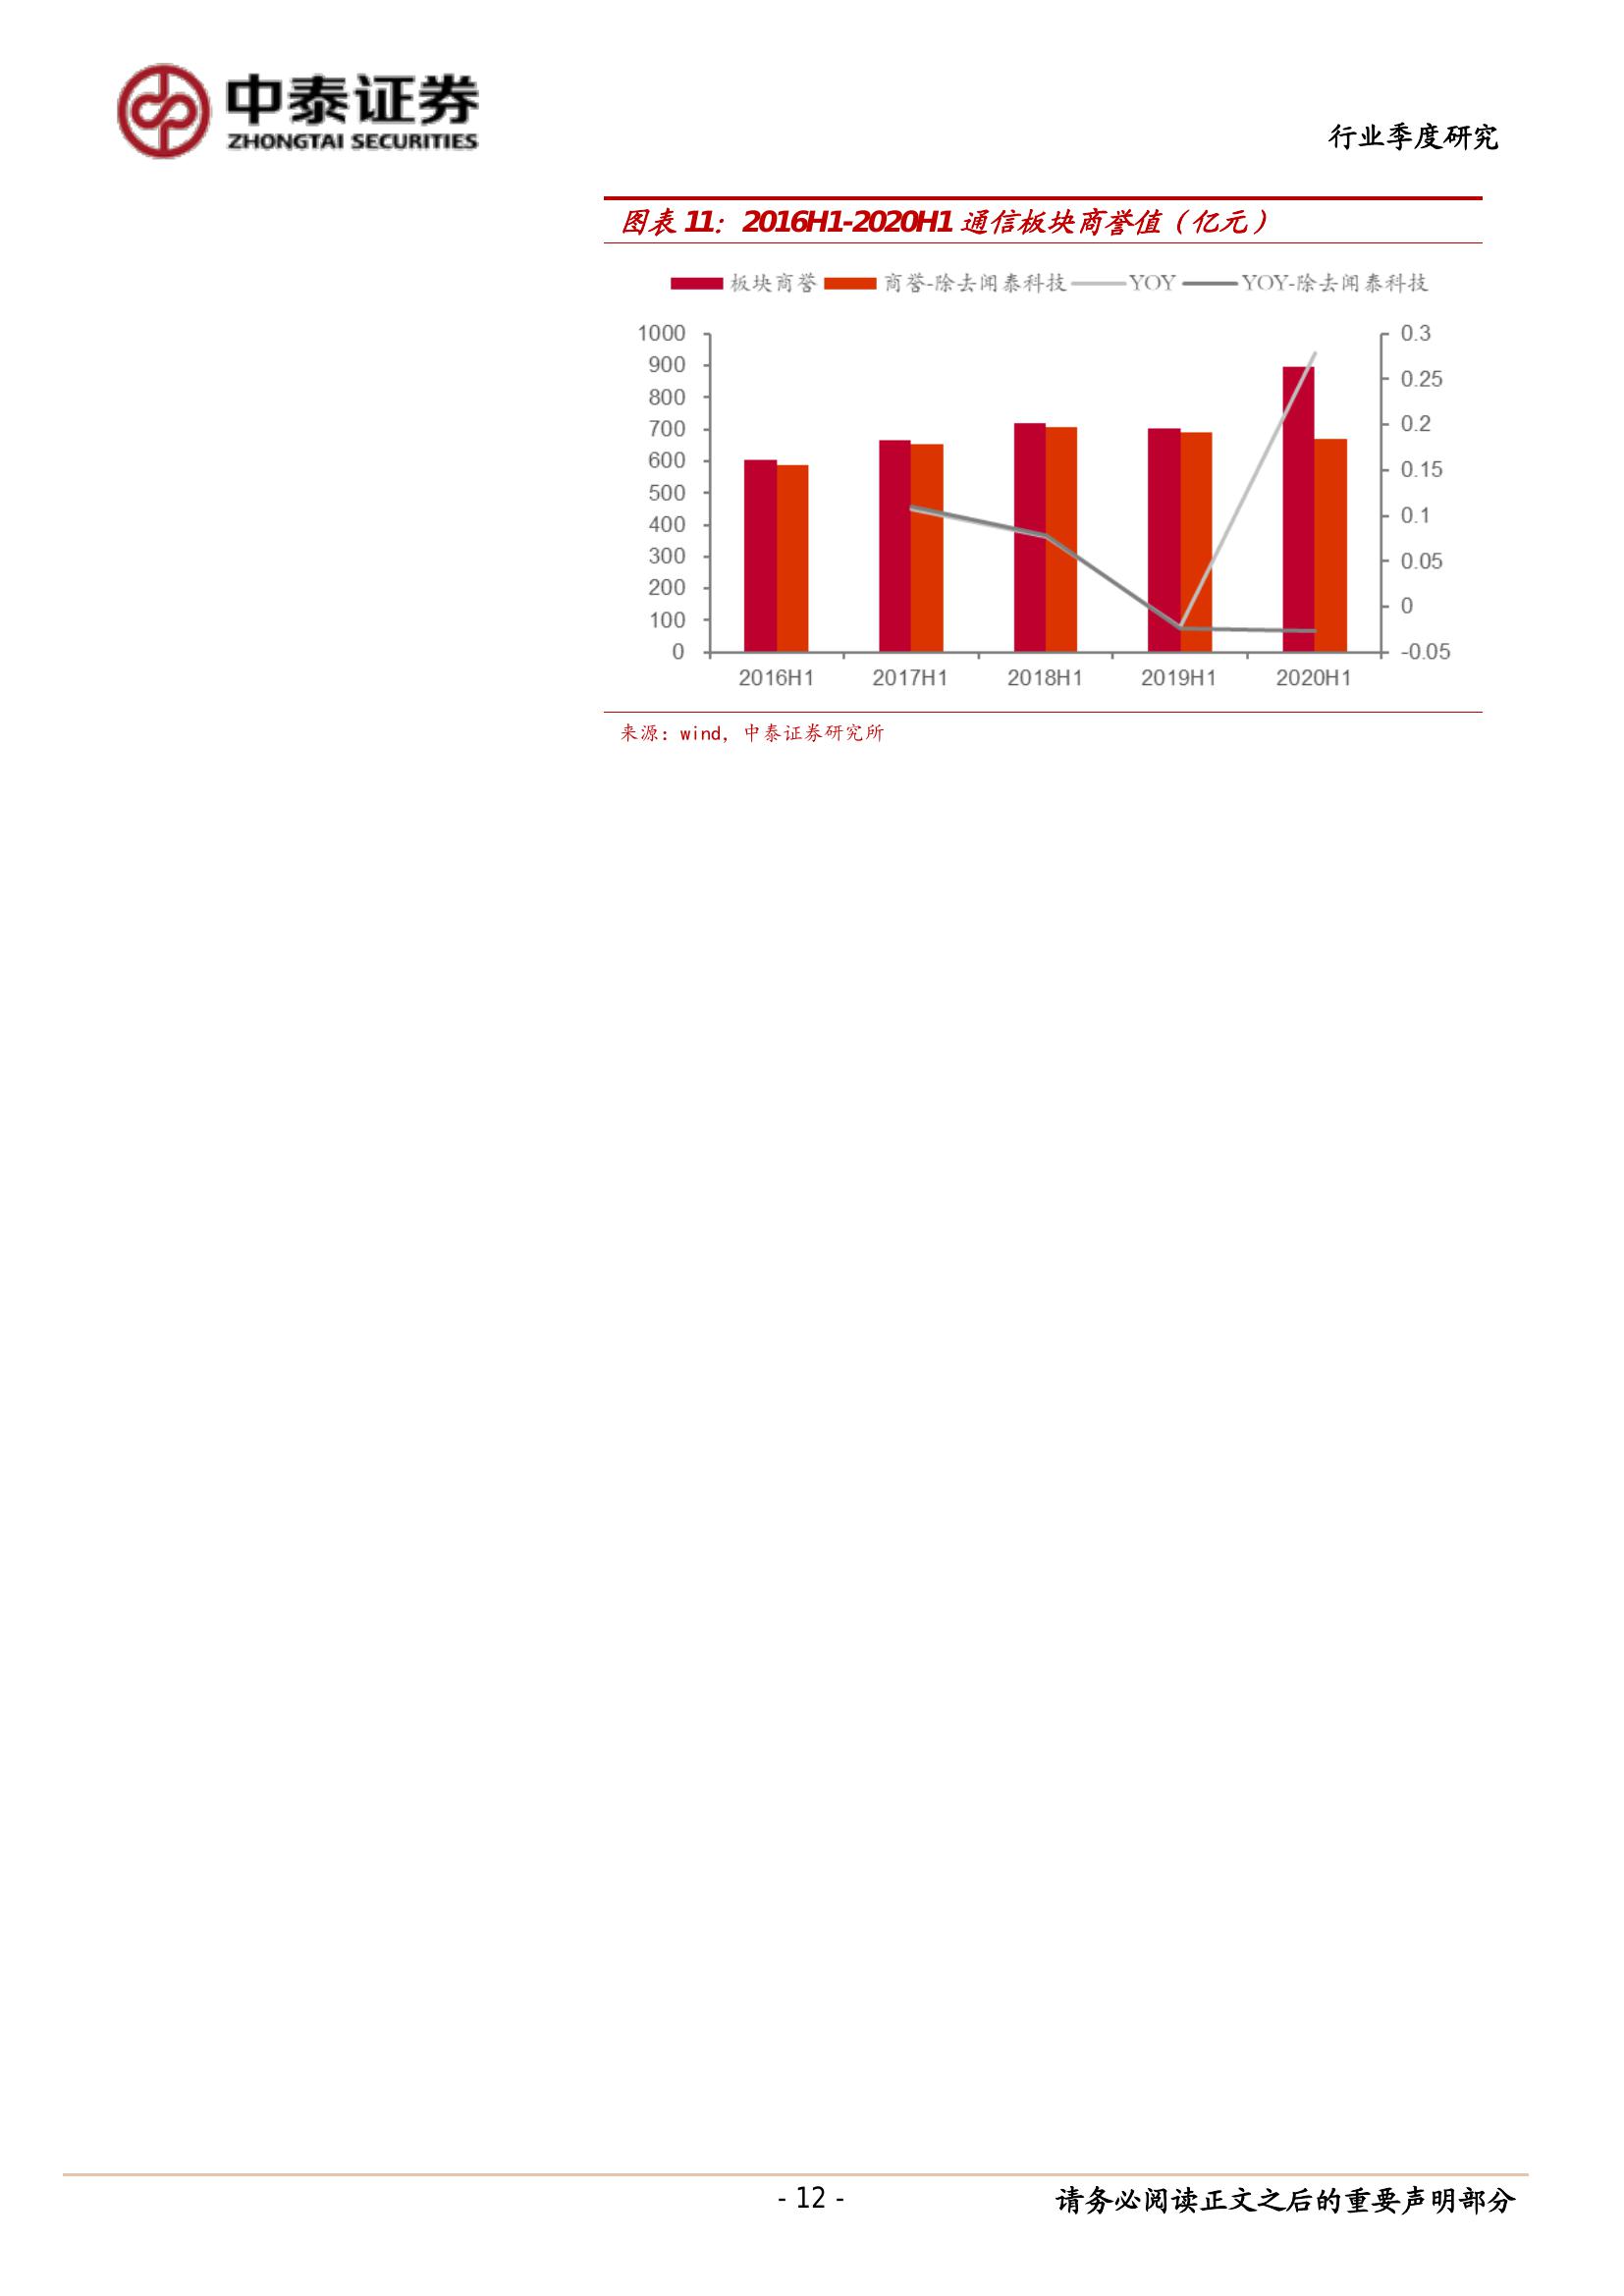 中泰证券
ZHONGTAI SECURITIES
行业季度研究
图表 11：2016H1-2020H1 通信板块商誉值（亿元）
板块商誉 商誉-除去闻泰科技 YOY YOY-除去闻泰科技
1000
900
800
700
600
500
400
300
200
100
0
0.3
0.25
0.2
0.15
0.1
0.05
0
-0.05
2016H1 2017H1 2018H1 2019H1 2020H1
来源：wind，中泰证券研究所
- 12 -
请务必阅读正文之后的重要声明部分